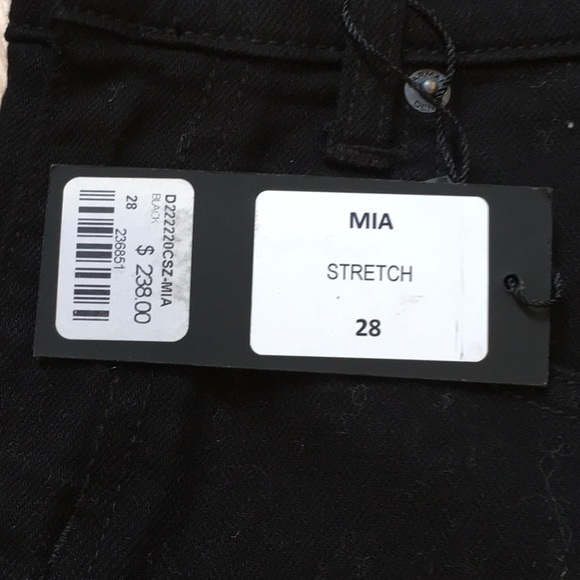 D222220CSZ-MIA
BLACK
28
236851
$ 238.00
MIA
STRETCH
28